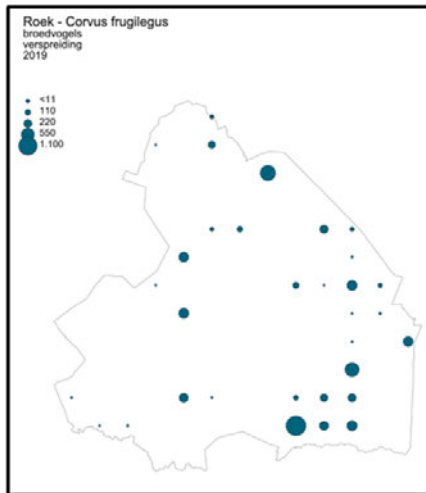 Roek - Corvus frugilegus
broedvogels
verspreiding
2019
<11
110
220
550
1.100